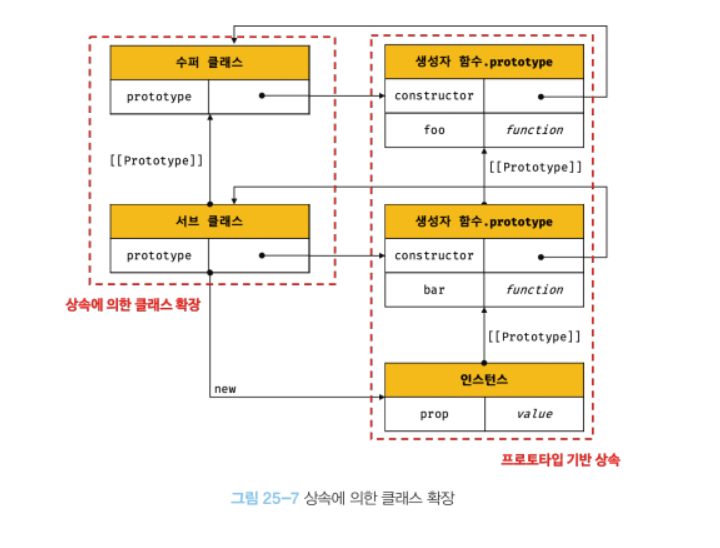 수퍼 클래스
prototype
[[Prototype]]
서브 클래스
prototype
상속에 의한 클래스 확장
new
생성자 함수.prototype
constructor
foo
function
[[Prototype]]
생성자 함수.prototype
constructor
bar
function
[[Prototype]]
인스턴스
prop
value
프로토타입 기반 상속
그림 25-7 상속에 의한 클래스 확장